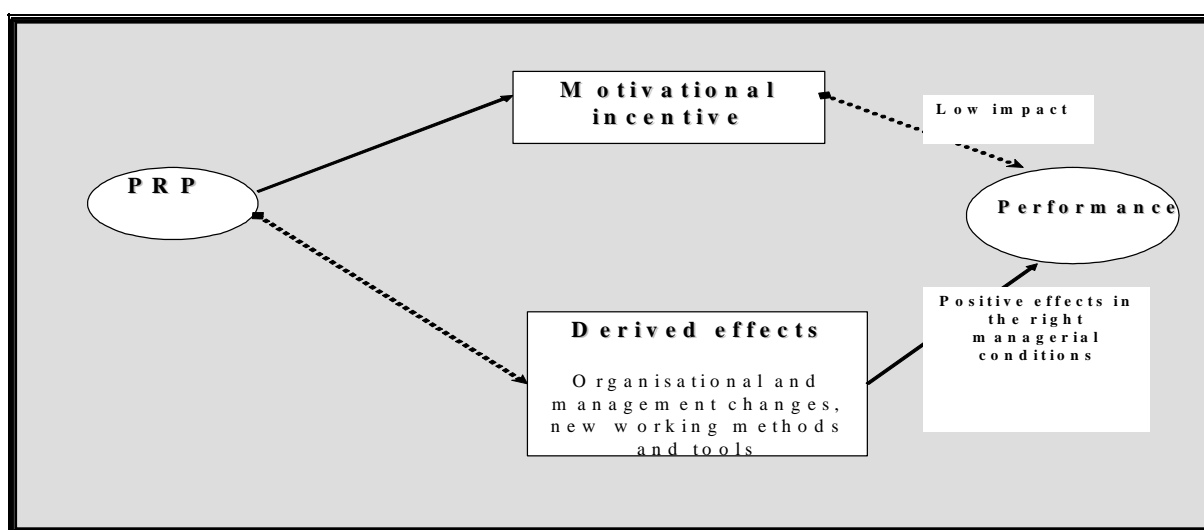 Motivational
incentive
Low impact
PRP
Performance
Positive effects in
the right
managerial
conditions
Derived effects
Organisational and
management changes,
new working methods
and tools